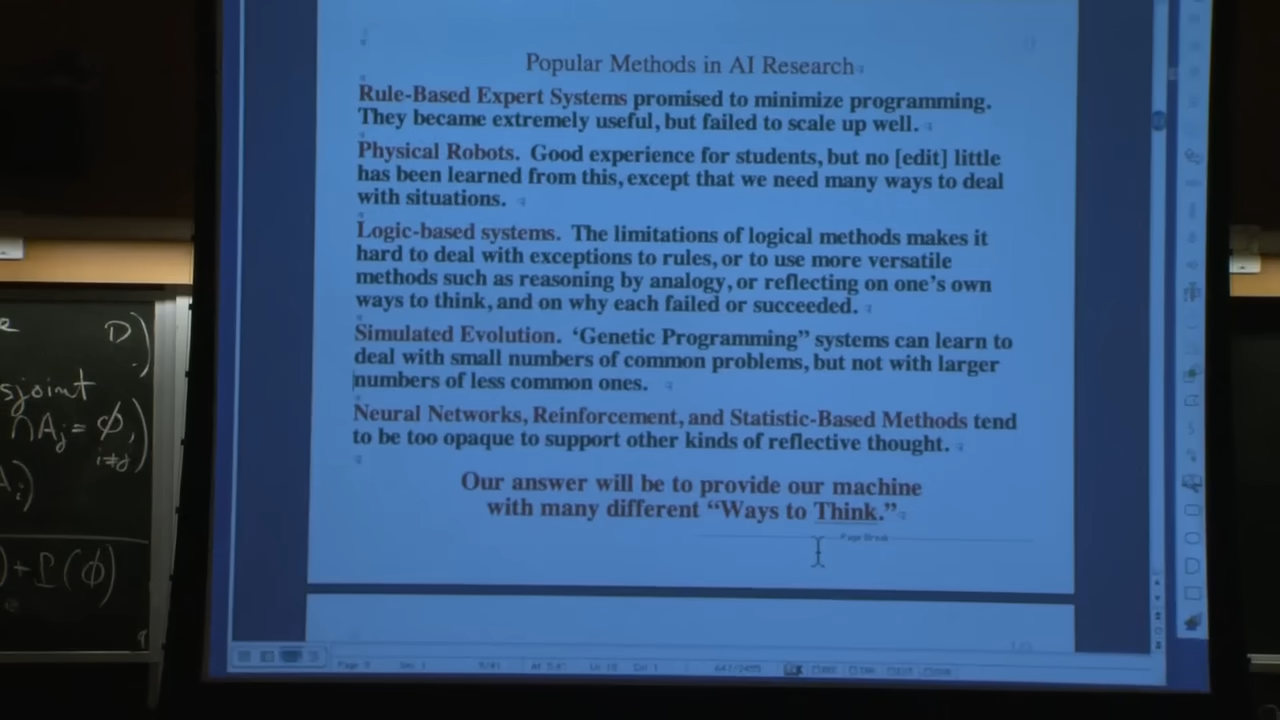 Popular Methods in AI Research
Rule-Based Expert Systems promised to minimize programming.
They became extremely useful, but failed to scale up well.
Physical Robots. Good experience for students, but no [edit] little
has been learned from this, except that we need many ways to deal
with situations.
Logic-based systems. The limitations of logical methods makes it
hard to deal with exceptions to rules, or to use more versatile
methods such as reasoning by analogy, or reflecting on one's own
ways to think, and on why each failed or succeeded.
Simulated Evolution. ‘Genetic Programming” systems can learn to
deal with small numbers of common problems, but not with larger
numbers of less common ones.
Neural Networks, Reinforcement, and Statistic-Based Methods tend
to be too opaque to support other kinds of reflective thought.
Our answer will be to provide our machine
with many different “Ways to Think.”
Page Break
D)
sjoint
∩Aj = ϕ,
i≠j
)+P(ϕ)